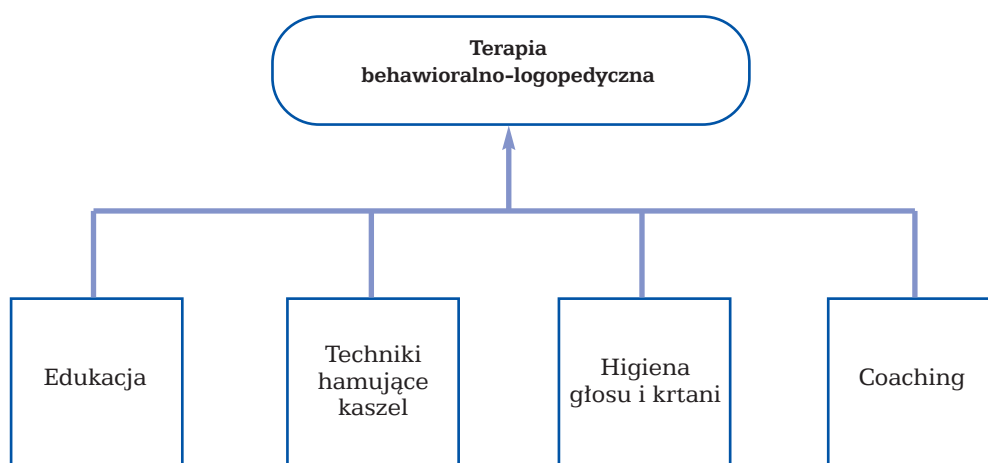 Terapia
behawioralno-logopedyczna
Edukacja
Techniki
hamujące
kaszel
Higiena
głosu i krtani
Coaching